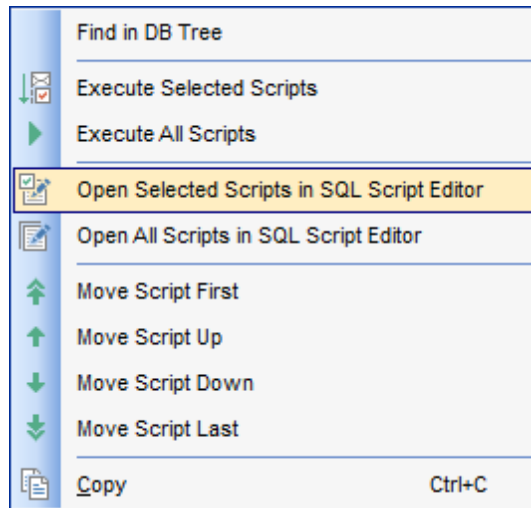 Find in DB Tree
Execute Selected Scripts
Execute All Scripts
Open Selected Scripts in SQL Script Editor
Open All Scripts in SQL Script Editor
Move Script First
Move Script Up
Move Script Down
Move Script Last
Copy Ctrl+C